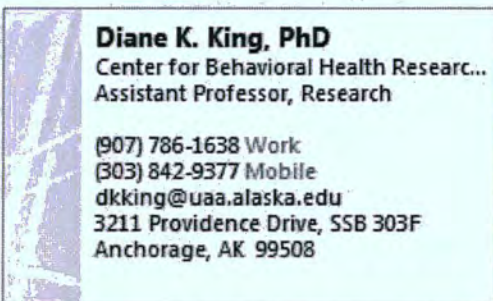 Diane K. King, PhD
Center for Behavioral Health Researc...
Assistant Professor, Research
(907) 786-1638 Work
(303) 842-9377 Mobile
dkking@uaa.alaska.edu
3211 Providence Drive, SSB 303F
Anchorage, AK 99508